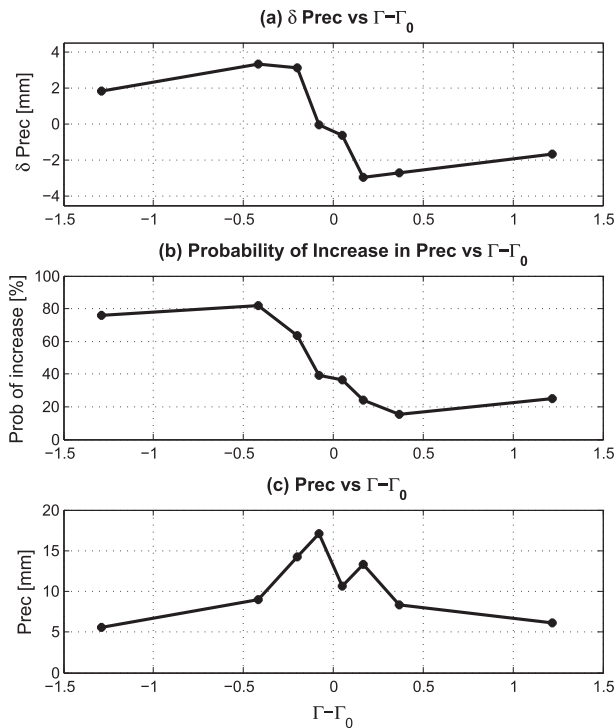 (a) δ Prec vs Γ−Γ0
4
2
0
−2
−4
δ Prec [mm]
−1.5 −1 −0.5 0 0.5 1 1.5
(b) Probability of Increase in Prec vs Γ−Γ0
100
80
60
40
20
0
Prob of increase [%]
−1.5 −1 −0.5 0 0.5 1 1.5
(c) Prec vs Γ−Γ0
20
15
10
5
0
Prec [mm]
−1.5 −1 −0.5 0 0.5 1 1.5
Γ−Γ0